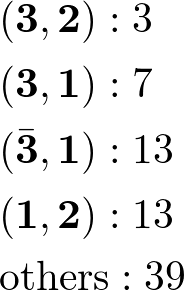 (3, 2) : 3
(3, 1) : 7
(3̄, 1) : 13
(1, 2) : 13
others : 39